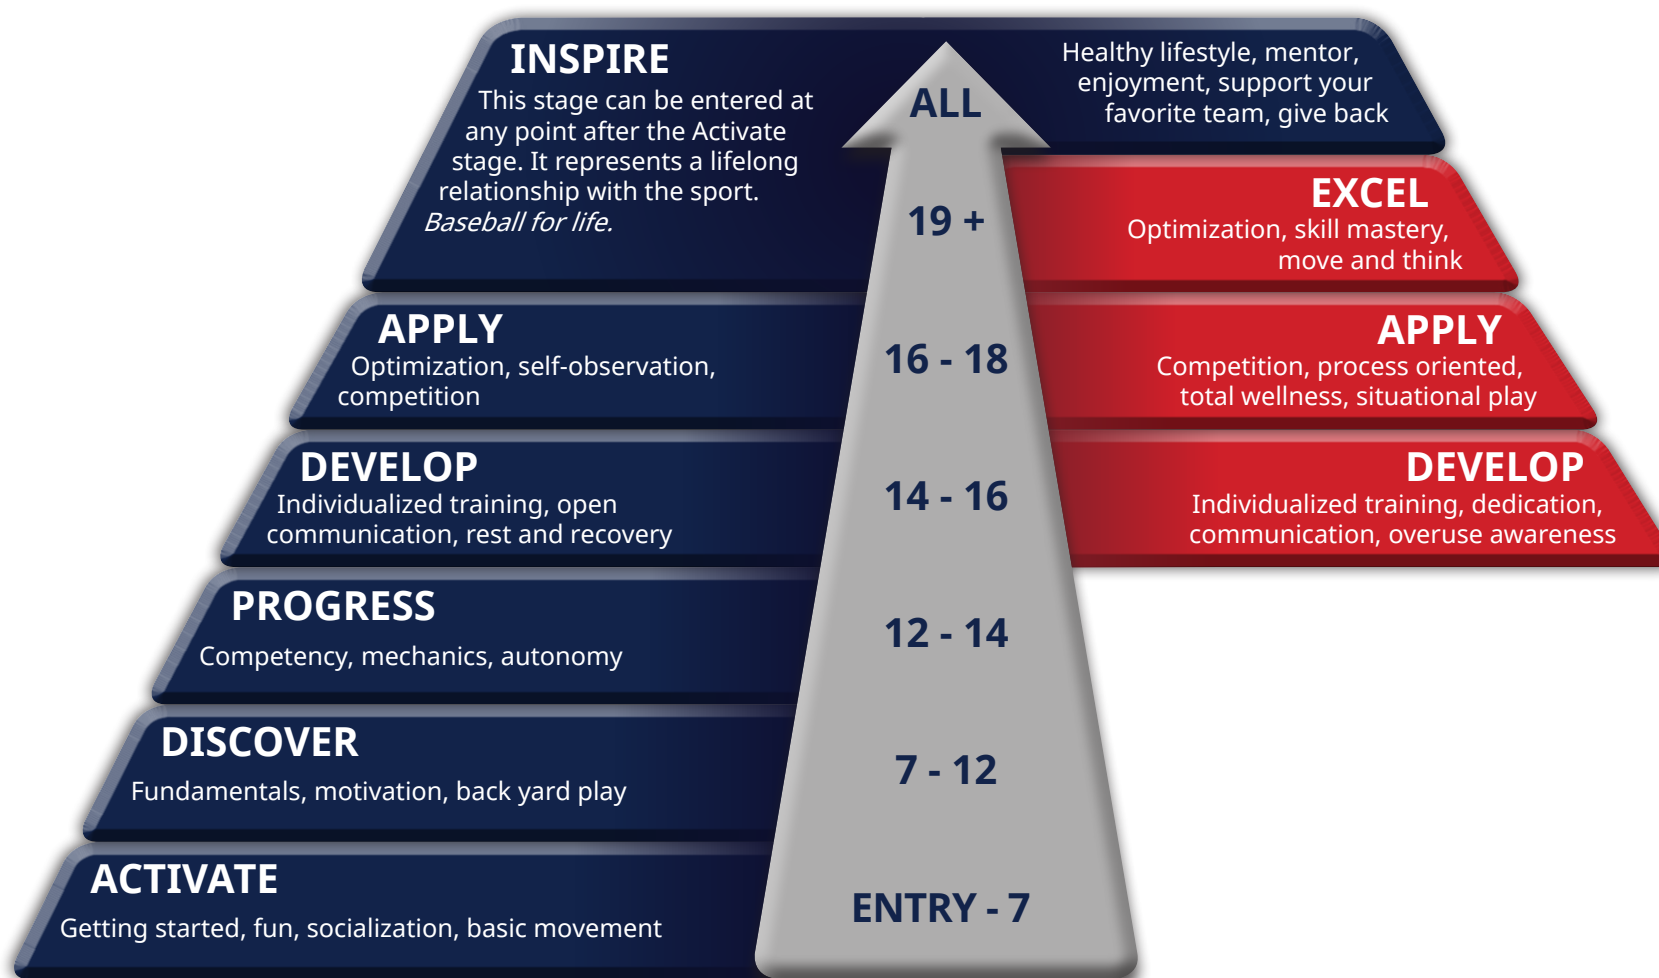 INSPIRE
This stage can be entered at
any point after the Activate
stage. It represents a lifelong
relationship with the sport.
Baseball for life.
ALL
Healthy lifestyle, mentor,
enjoyment, support your
favorite team, give back
19 +
EXCEL
Optimization, skill mastery,
move and think
APPLY
Optimization, self-observation,
competition
16 - 18
APPLY
Competition, process oriented,
total wellness, situational play
DEVELOP
Individualized training, open
communication, rest and recovery
14 - 16
DEVELOP
Individualized training, dedication,
communication, overuse awareness
PROGRESS
Competency, mechanics, autonomy
12 - 14
DISCOVER
Fundamentals, motivation, back yard play
7 - 12
ACTIVATE
Getting started, fun, socialization, basic movement
ENTRY - 7